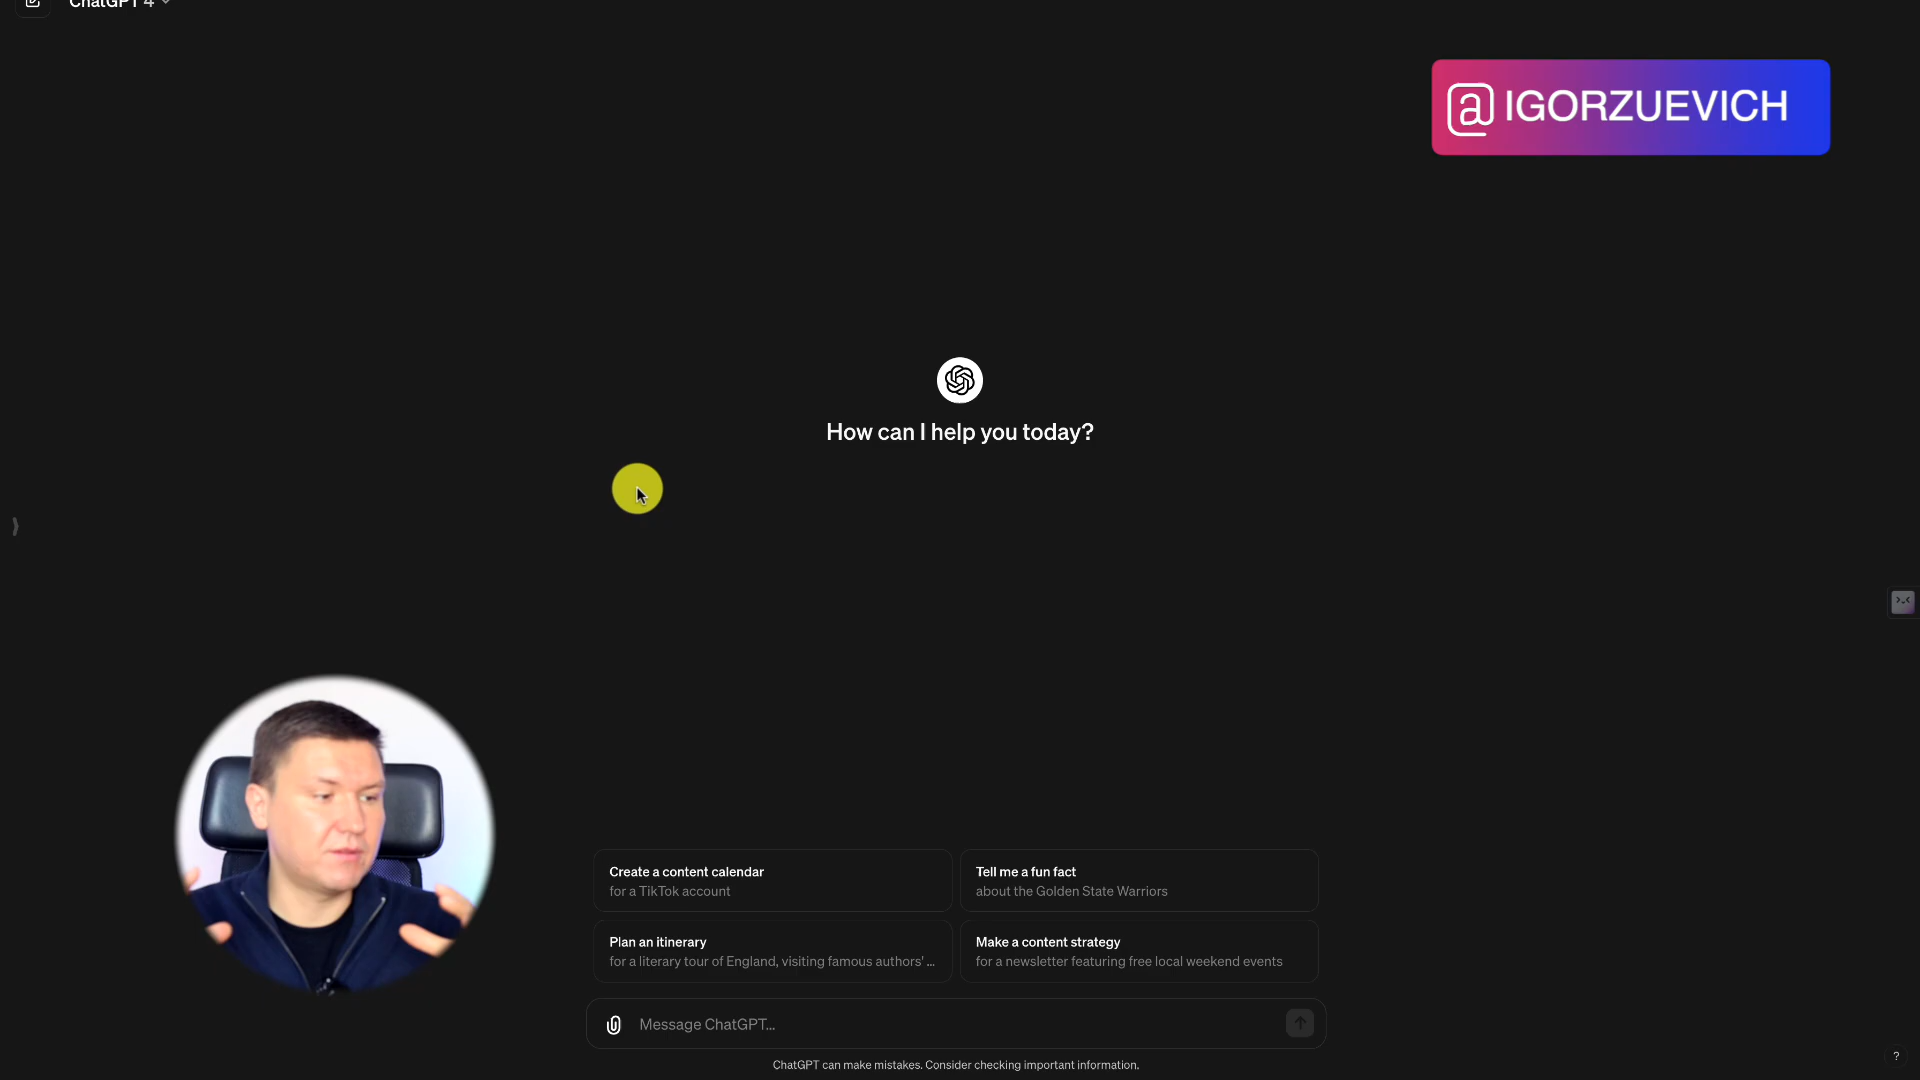 ChatGPT 4
@IGORZUEVICH
How can I help you today?
Create a content calendar
for a TikTok account
Tell me a fun fact
about the Golden State Warriors
Plan an itinerary
for a literary tour of England, visiting famous authors' ...
Make a content strategy
for a newsletter featuring free local weekend events
Message ChatGPT...
ChatGPT can make mistakes. Consider checking important information.
?